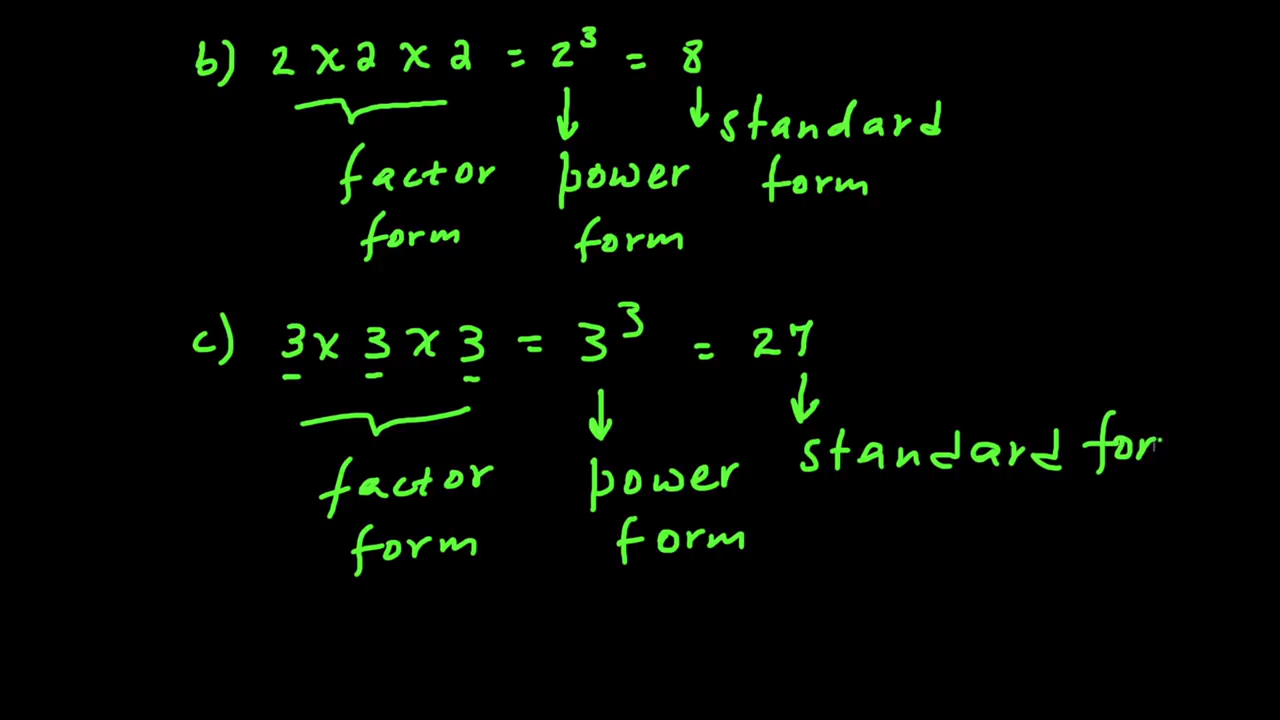 b) 2 x 2 x 2 = 2³ = 8
factor form
power form
standard form
c) 3 x 3 x 3 = 3³ = 27
factor form
power form
standard for